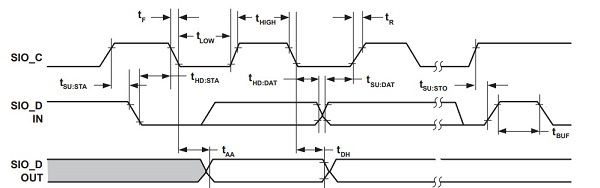 tF
tHIGH
tR
tLOW
SIO_C
tSU:STA
tHD:STA
tHD:DAT
tSU:DAT
tSU:STO
SIO_D
IN
tBUF
tAA
tDH
SIO_D
OUT